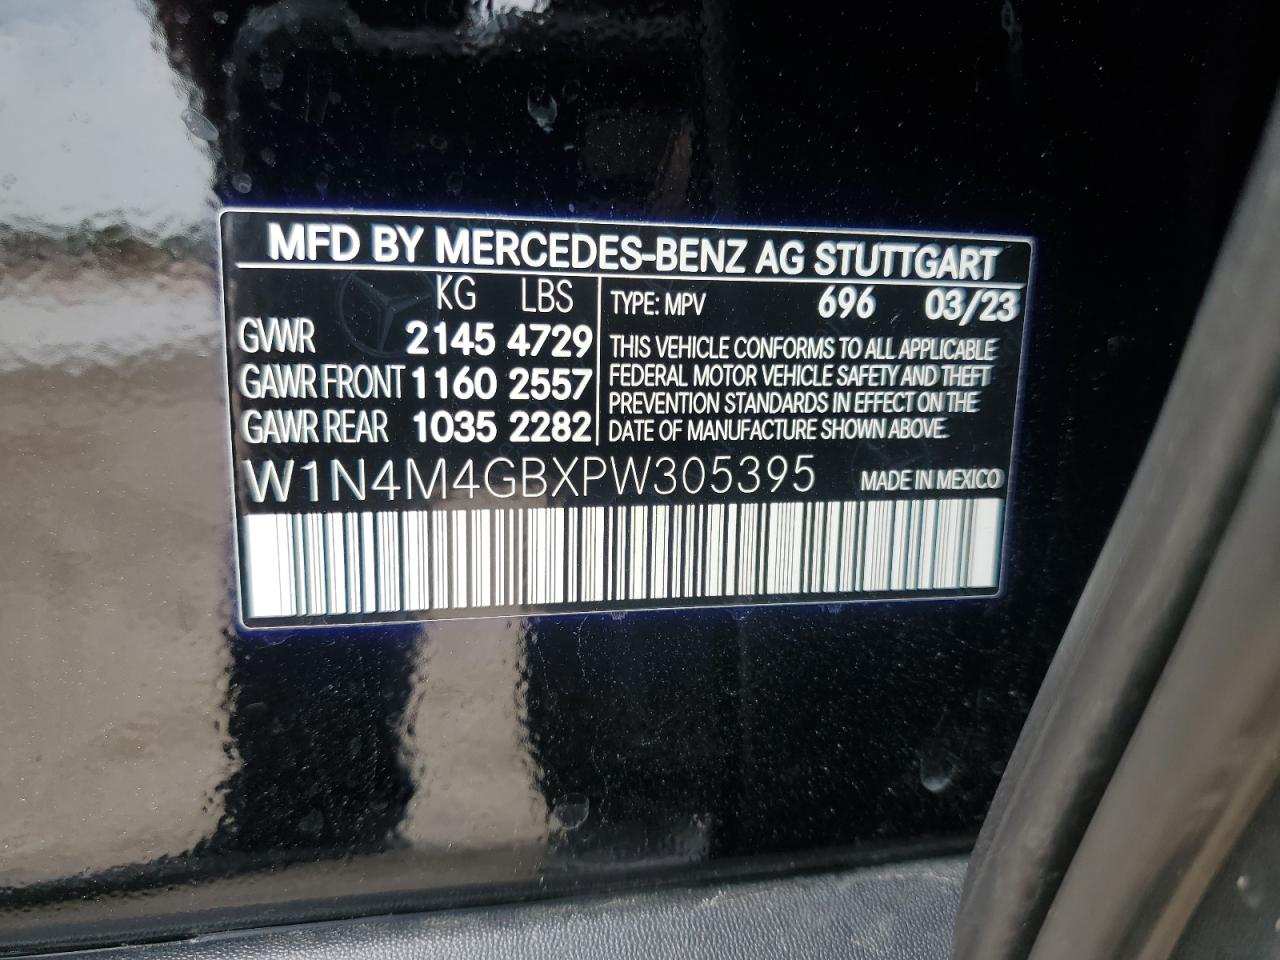 MFD BY MERCEDES-BENZ AG STUTTGART
KG LBS
GVWR 2145 4729
GAWR FRONT 1160 2557
GAWR REAR 1035 2282
TYPE: MPV 696 03/23
THIS VEHICLE CONFORMS TO ALL APPLICABLE
FEDERAL MOTOR VEHICLE SAFETY AND THEFT
PREVENTION STANDARDS IN EFFECT ON THE
DATE OF MANUFACTURE SHOWN ABOVE.
W1N4M4GBXPW305395 MADE IN MEXICO